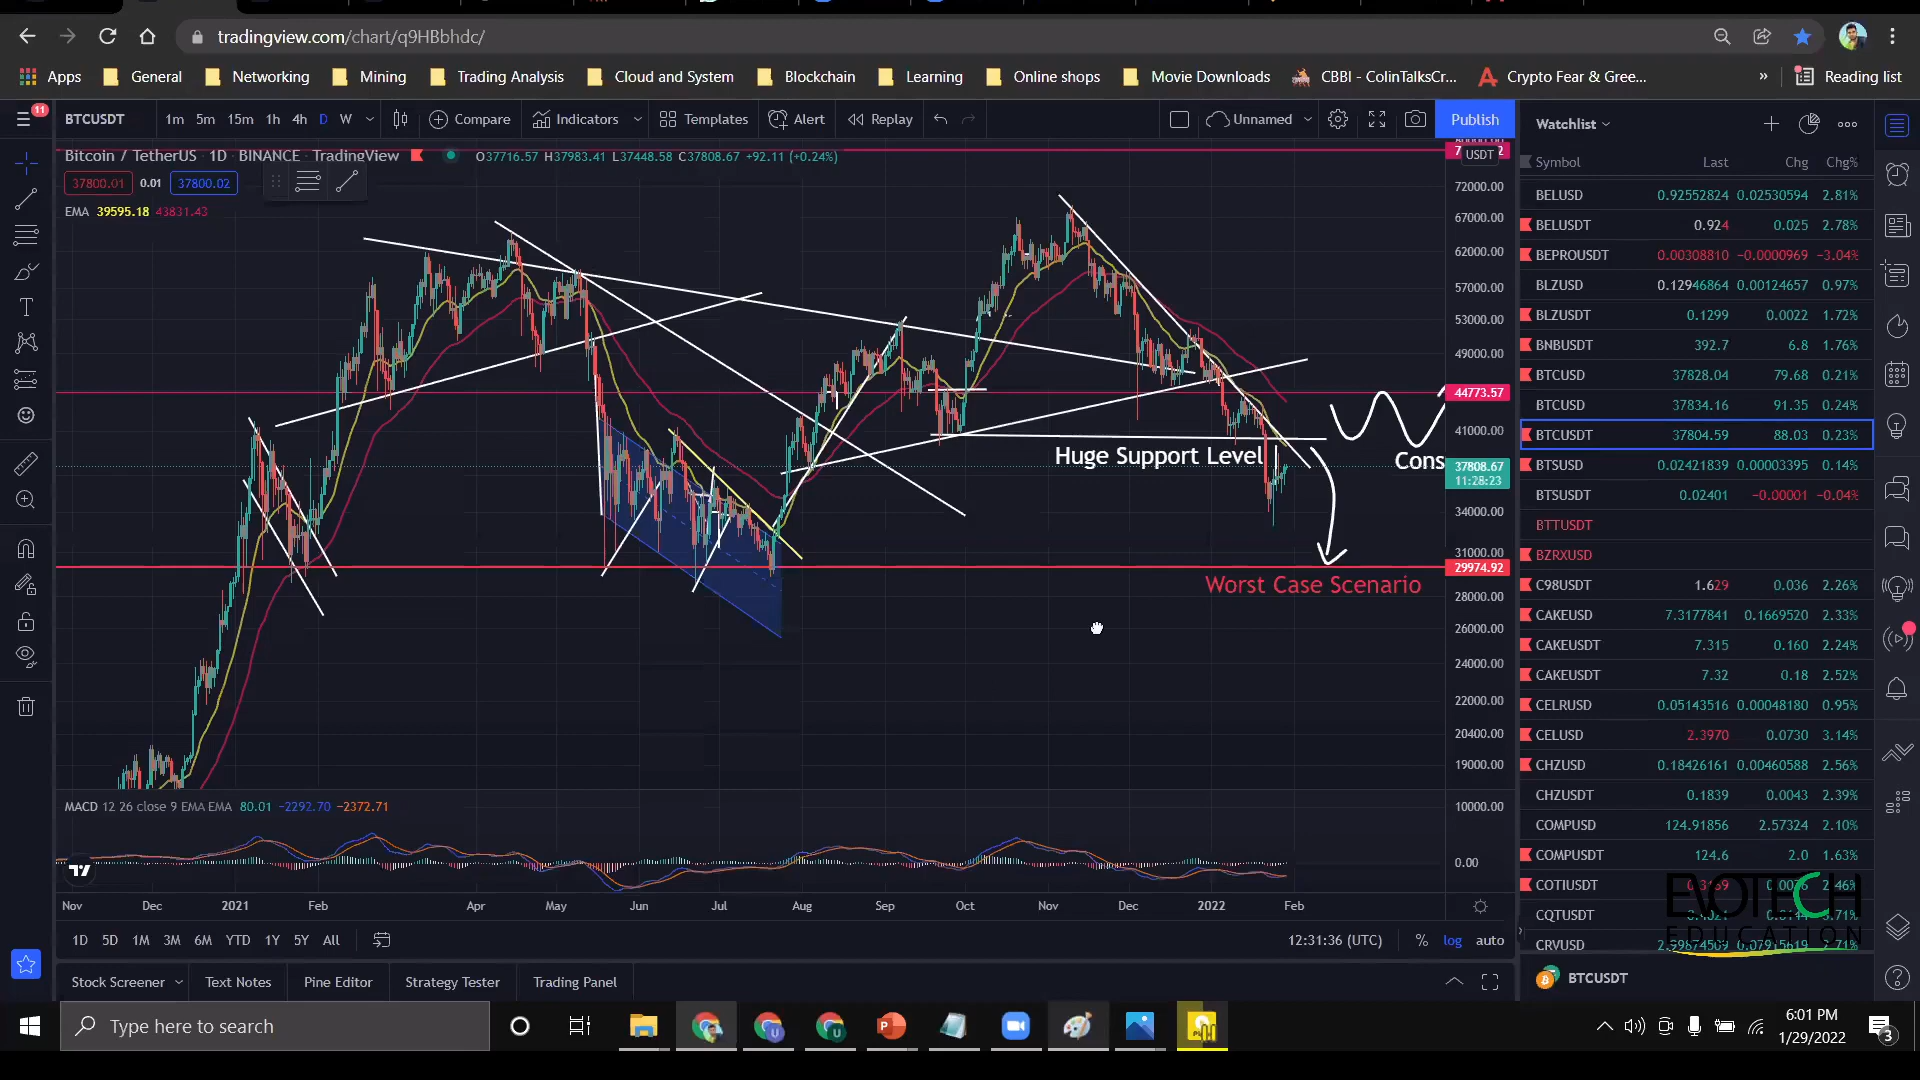 tradingview.com/chart/q9HBbhdc/
Apps General Networking Mining Trading Analysis Cloud and System Blockchain Learning Online shops Movie Downloads CBBI - ColinTalksCr... Crypto Fear & Gree... » Reading list
11
BTCUSDT 1m 5m 15m 1h 4h D W Compare Indicators Templates Alert Replay Unnamed Publish
Bitcoin / TetherUS · 1D · BINANCE · TradingView O37716.57 H37983.41 L37448.58 C37808.67 +92.11 (+0.24%)
37800.01 0.01 37800.02
EMA 39595.18 43831.43
USDT
72000.00
67000.00
62000.00
57000.00
53000.00
49000.00
44773.57
41000.00
37808.67
11:28:23
34000.00
31000.00
29974.92
28000.00
26000.00
24000.00
22000.00
20400.00
19000.00
Huge Support Level
Cons
Worst Case Scenario
MACD 12 26 close 9 EMA EMA 80.01 −2292.70 −2372.71
10000.00
0.00
Nov Dec 2021 Feb Apr May Jun Jul Aug Sep Oct Nov Dec 2022 Feb
1D 5D 1M 3M 6M YTD 1Y 5Y All 12:31:36 (UTC) % log auto
Stock Screener Text Notes Pine Editor Strategy Tester Trading Panel
Watchlist
Symbol Last Chg Chg%
BELUSD 0.92552824 0.02530594 2.81%
BELUSDT 0.924 0.025 2.78%
BEPROUSDT 0.00308810 −0.0000969 −3.04%
BLZUSD 0.12946864 0.00124657 0.97%
BLZUSDT 0.1299 0.0022 1.72%
BNBUSDT 392.7 6.8 1.76%
BTCUSD 37828.04 79.68 0.21%
BTCUSD 37834.16 91.35 0.24%
BTCUSDT 37804.59 88.03 0.23%
BTSUSD 0.02421839 0.00003395 0.14%
BTSUSDT 0.02401 −0.00001 −0.04%
BTTUSDT
BZRXUSD
C98USDT 1.629 0.036 2.26%
CAKEUSD 7.3177841 0.1669520 2.33%
CAKEUSDT 7.315 0.160 2.24%
CAKEUSDT 7.32 0.18 2.52%
CELRUSD 0.05143516 0.00048180 0.95%
CELUSD 2.3970 0.0730 3.14%
CHZUSD 0.18426161 0.00460588 2.56%
CHZUSDT 0.1839 0.0043 2.39%
COMPUSD 124.91856 2.57324 2.10%
COMPUSDT 124.6 2.0 1.63%
COTIUSDT
CQTUSDT
CRVUSD
EVOTECH
EDUCATION
BTCUSDT
Type here to search
6:01 PM
1/29/2022
3